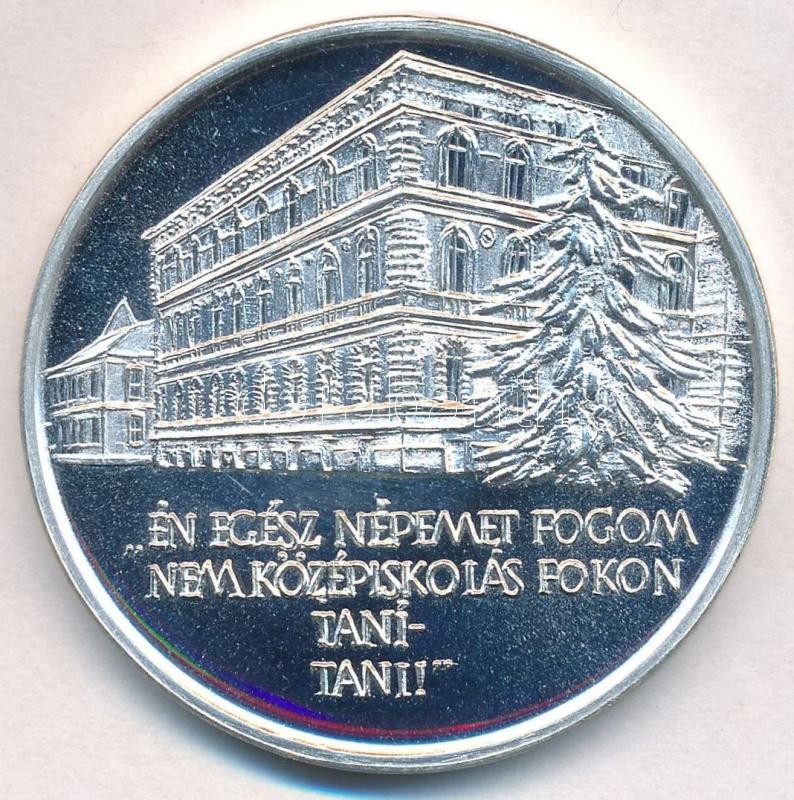 „ÉN EGÉSZ NÉPEMET FOGOM
NEM KÖZÉPISKOLÁS FOKON
TANÍ-
TANI!"